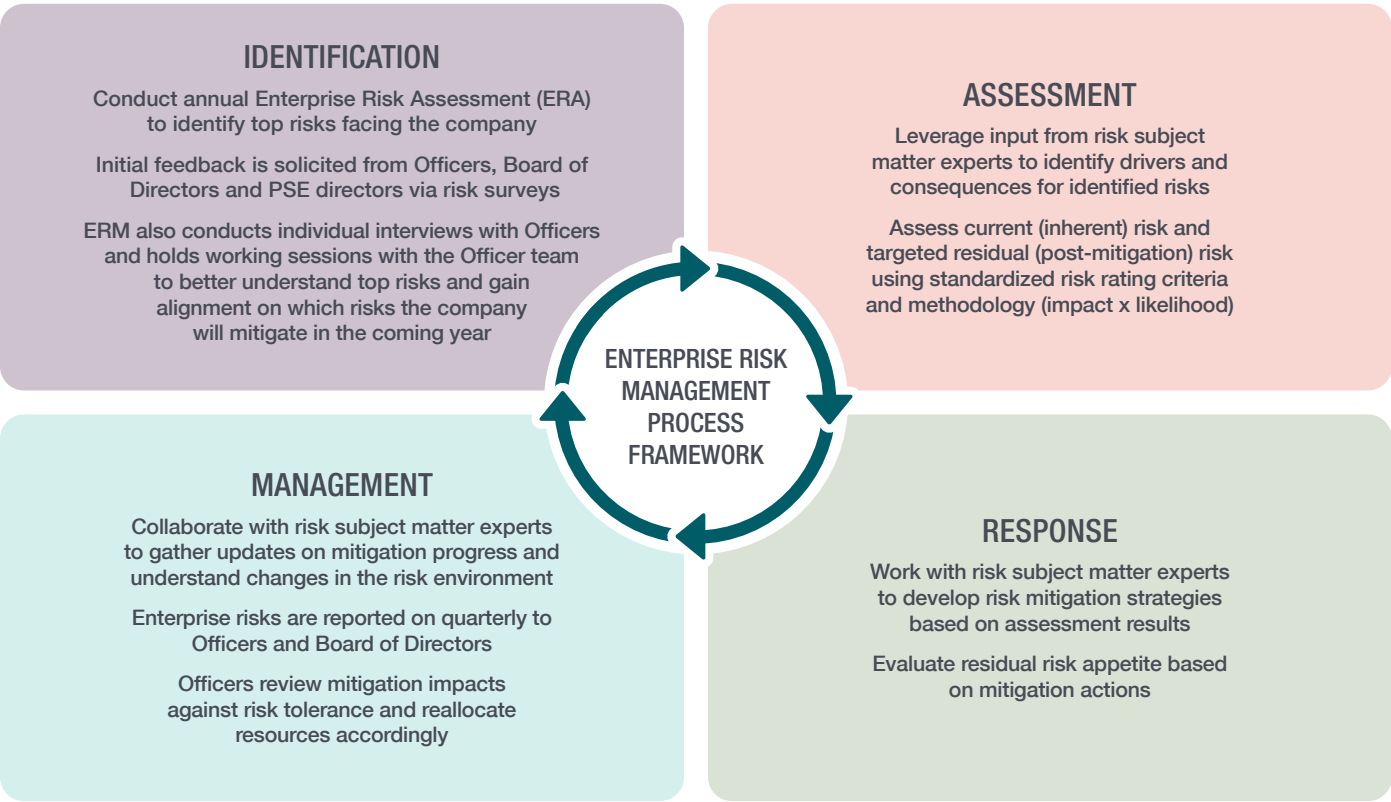 IDENTIFICATION
Conduct annual Enterprise Risk Assessment (ERA)
to identify top risks facing the company
Initial feedback is solicited from Officers, Board of
Directors and PSE directors via risk surveys
ERM also conducts individual interviews with Officers
and holds working sessions with the Officer team
to better understand top risks and gain
alignment on which risks the company
will mitigate in the coming year
ASSESSMENT
Leverage input from risk subject
matter experts to identify drivers and
consequences for identified risks
Assess current (inherent) risk and
targeted residual (post-mitigation) risk
using standardized risk rating criteria
and methodology (impact x likelihood)
ENTERPRISE RISK
MANAGEMENT
PROCESS
FRAMEWORK
MANAGEMENT
Collaborate with risk subject matter experts
to gather updates on mitigation progress and
understand changes in the risk environment
Enterprise risks are reported on quarterly to
Officers and Board of Directors
Officers review mitigation impacts
against risk tolerance and reallocate
resources accordingly
RESPONSE
Work with risk subject matter experts
to develop risk mitigation strategies
based on assessment results
Evaluate residual risk appetite based
on mitigation actions